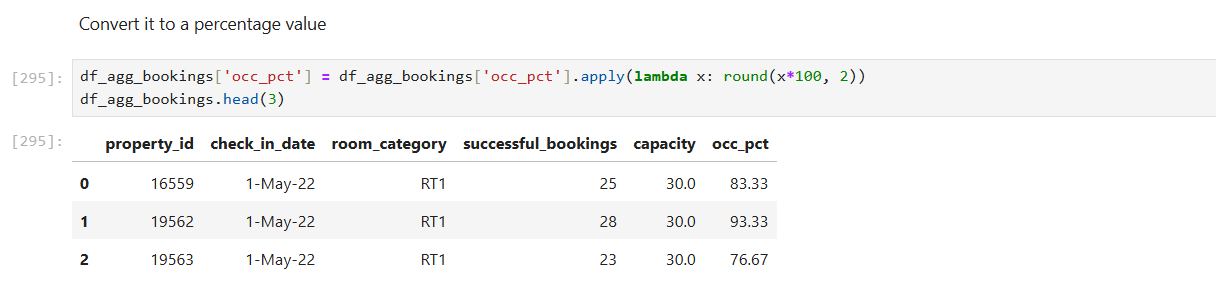 Convert it to a percentage value
[295]: df_agg_bookings['occ_pct'] = df_agg_bookings['occ_pct'].apply(lambda x: round(x*100, 2))
df_agg_bookings.head(3)
[295]: property_id check_in_date room_category successful_bookings capacity occ_pct
0 16559 1-May-22 RT1 25 30.0 83.33
1 19562 1-May-22 RT1 28 30.0 93.33
2 19563 1-May-22 RT1 23 30.0 76.67